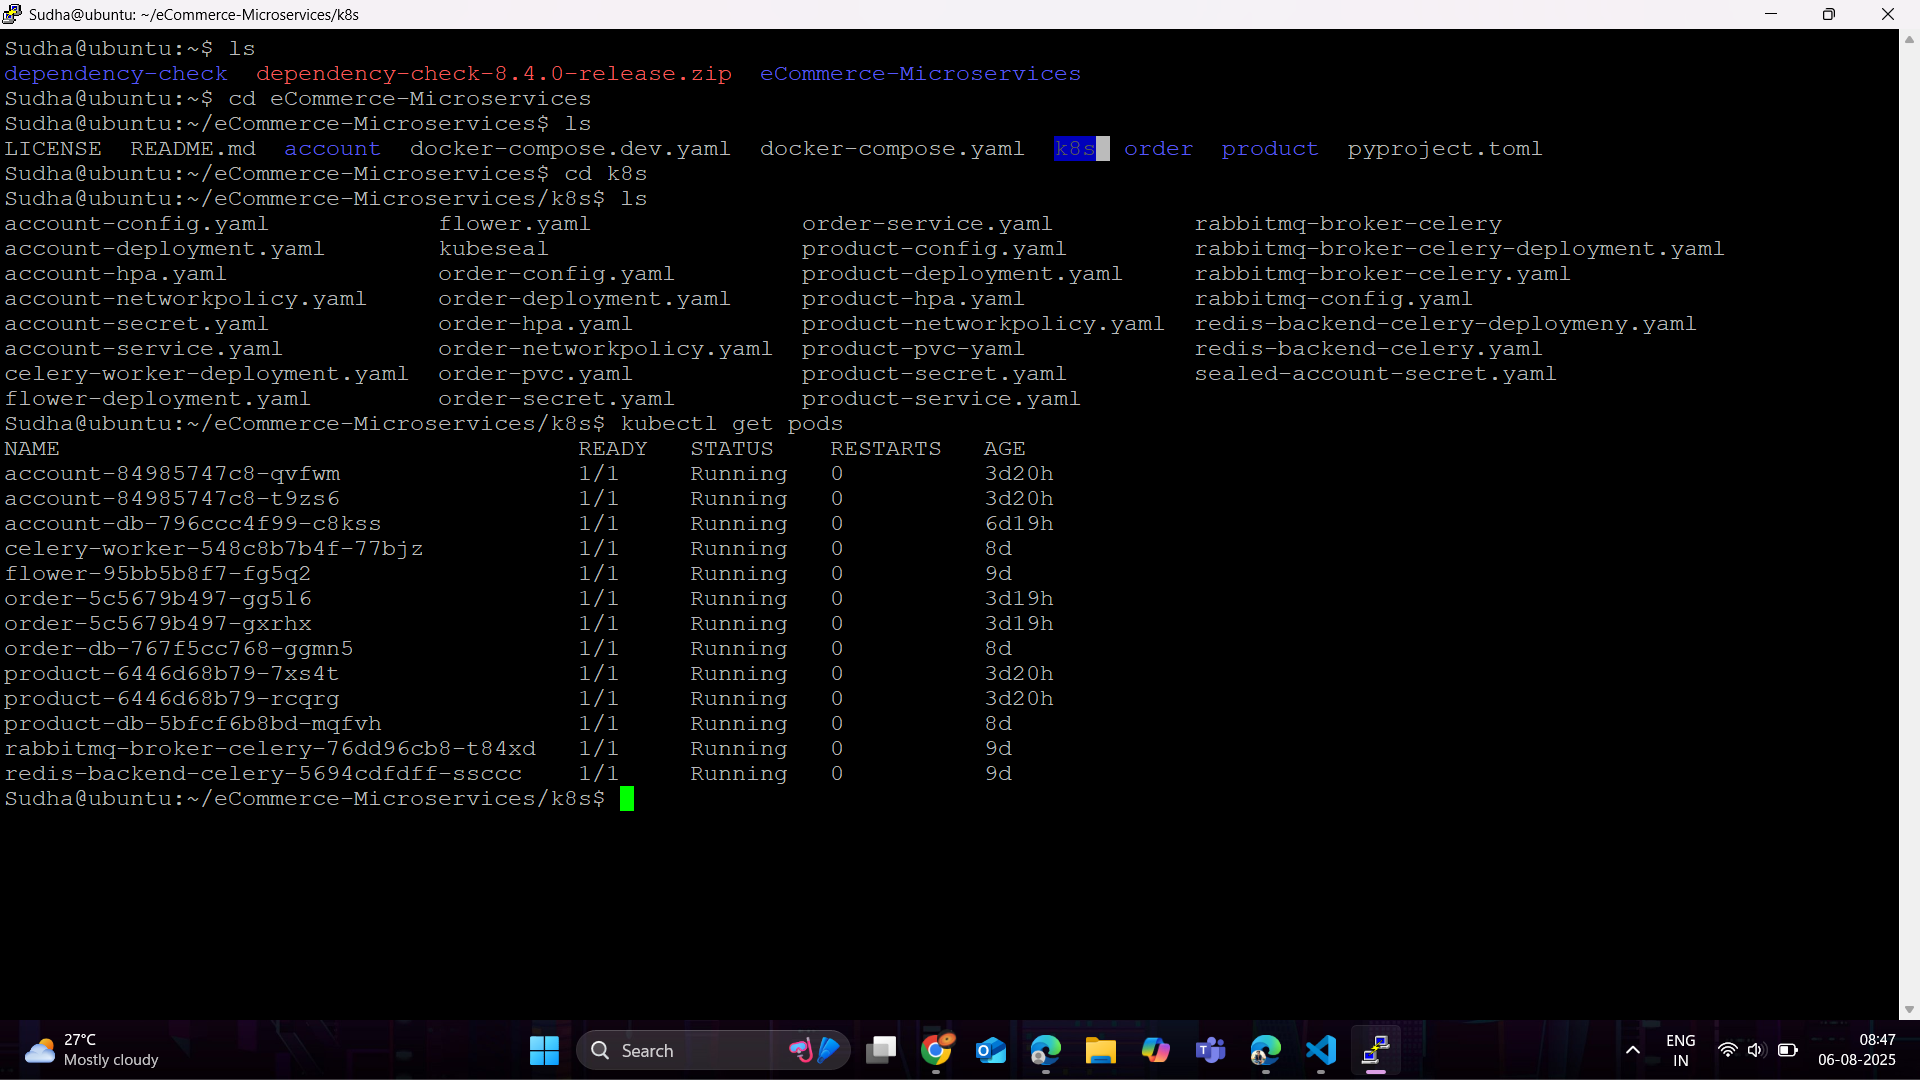 Sudha@ubuntu: ~/eCommerce-Microservices/k8s
Sudha@ubuntu:~$ ls
dependency-check  dependency-check-8.4.0-release.zip  eCommerce-Microservices
Sudha@ubuntu:~$ cd eCommerce-Microservices
Sudha@ubuntu:~/eCommerce-Microservices$ ls
LICENSE  README.md  account  docker-compose.dev.yaml  docker-compose.yaml  k8s  order  product  pyproject.toml
Sudha@ubuntu:~/eCommerce-Microservices$ cd k8s
Sudha@ubuntu:~/eCommerce-Microservices/k8s$ ls
account-config.yaml  flower.yaml  order-service.yaml  rabbitmq-broker-celery
account-deployment.yaml  kubeseal  product-config.yaml  rabbitmq-broker-celery-deployment.yaml
account-hpa.yaml  order-config.yaml  product-deployment.yaml  rabbitmq-broker-celery.yaml
account-networkpolicy.yaml  order-deployment.yaml  product-hpa.yaml  rabbitmq-config.yaml
account-secret.yaml  order-hpa.yaml  product-networkpolicy.yaml  redis-backend-celery-deploymeny.yaml
account-service.yaml  order-networkpolicy.yaml  product-pvc-yaml  redis-backend-celery.yaml
celery-worker-deployment.yaml  order-pvc.yaml  product-secret.yaml  sealed-account-secret.yaml
flower-deployment.yaml  order-secret.yaml  product-service.yaml
Sudha@ubuntu:~/eCommerce-Microservices/k8s$ kubectl get pods
NAME  READY  STATUS  RESTARTS  AGE
account-84985747c8-qvfwm  1/1  Running  0  3d20h
account-84985747c8-t9zs6  1/1  Running  0  3d20h
account-db-796ccc4f99-c8kss  1/1  Running  0  6d19h
celery-worker-548c8b7b4f-77bjz  1/1  Running  0  8d
flower-95bb5b8f7-fg5q2  1/1  Running  0  9d
order-5c5679b497-gg5l6  1/1  Running  0  3d19h
order-5c5679b497-gxrhx  1/1  Running  0  3d19h
order-db-767f5cc768-ggmn5  1/1  Running  0  8d
product-6446d68b79-7xs4t  1/1  Running  0  3d20h
product-6446d68b79-rcqrg  1/1  Running  0  3d20h
product-db-5bfcf6b8bd-mqfvh  1/1  Running  0  8d
rabbitmq-broker-celery-76dd96cb8-t84xd  1/1  Running  0  9d
redis-backend-celery-5694cdfdff-ssccc  1/1  Running  0  9d
Sudha@ubuntu:~/eCommerce-Microservices/k8s$
27°C
Mostly cloudy
Search
ENG
IN
08:47
06-08-2025